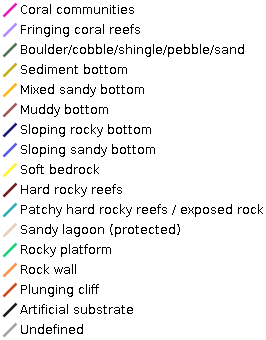 Coral communities
Fringing coral reefs
Boulder/cobble/shingle/pebble/sand
Sediment bottom
Mixed sandy bottom
Muddy bottom
Sloping rocky bottom
Sloping sandy bottom
Soft bedrock
Hard rocky reefs
Patchy hard rocky reefs / exposed rock
Sandy lagoon (protected)
Rocky platform
Rock wall
Plunging cliff
Artificial substrate
Undefined